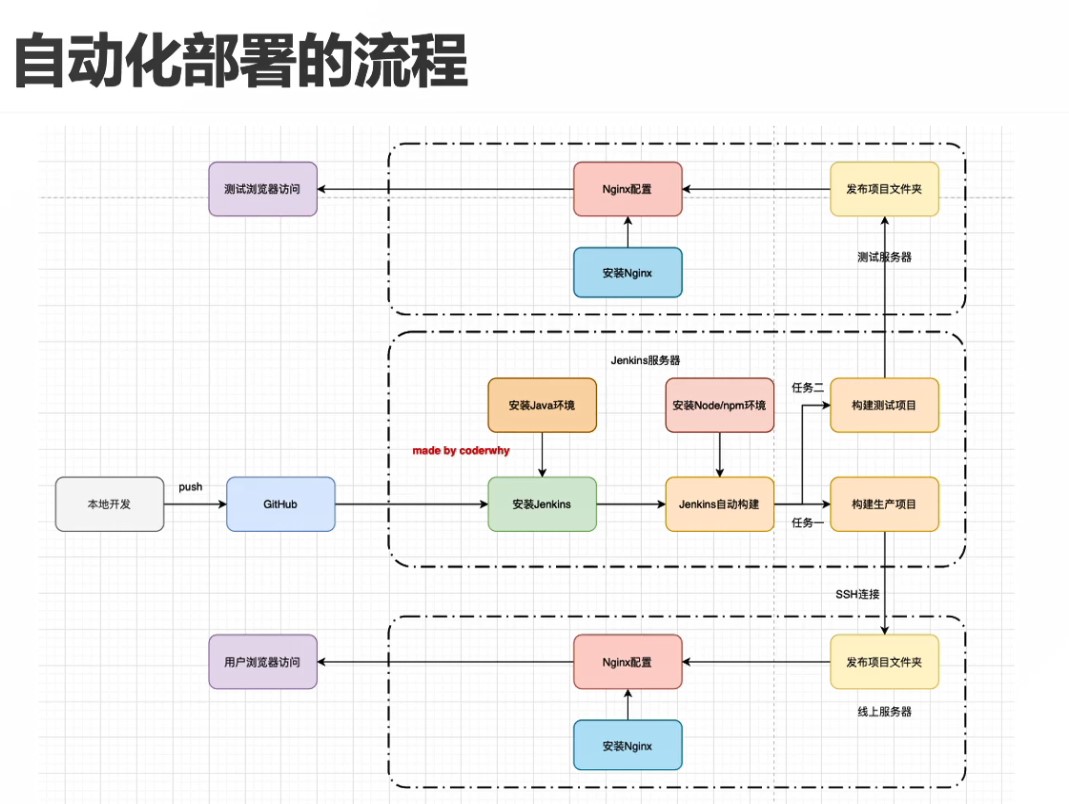 自动化部署的流程
测试浏览器访问
Nginx配置
发布项目文件夹
测试服务器
安装Nginx
Jenkins服务器
安装Java环境
安装Node/npm环境
任务二
构建测试项目
made by coderwhy
本地开发
push
GitHub
安装Jenkins
Jenkins自动构建
任务一
构建生产项目
SSH连接
用户浏览器访问
Nginx配置
发布项目文件夹
线上服务器
安装Nginx